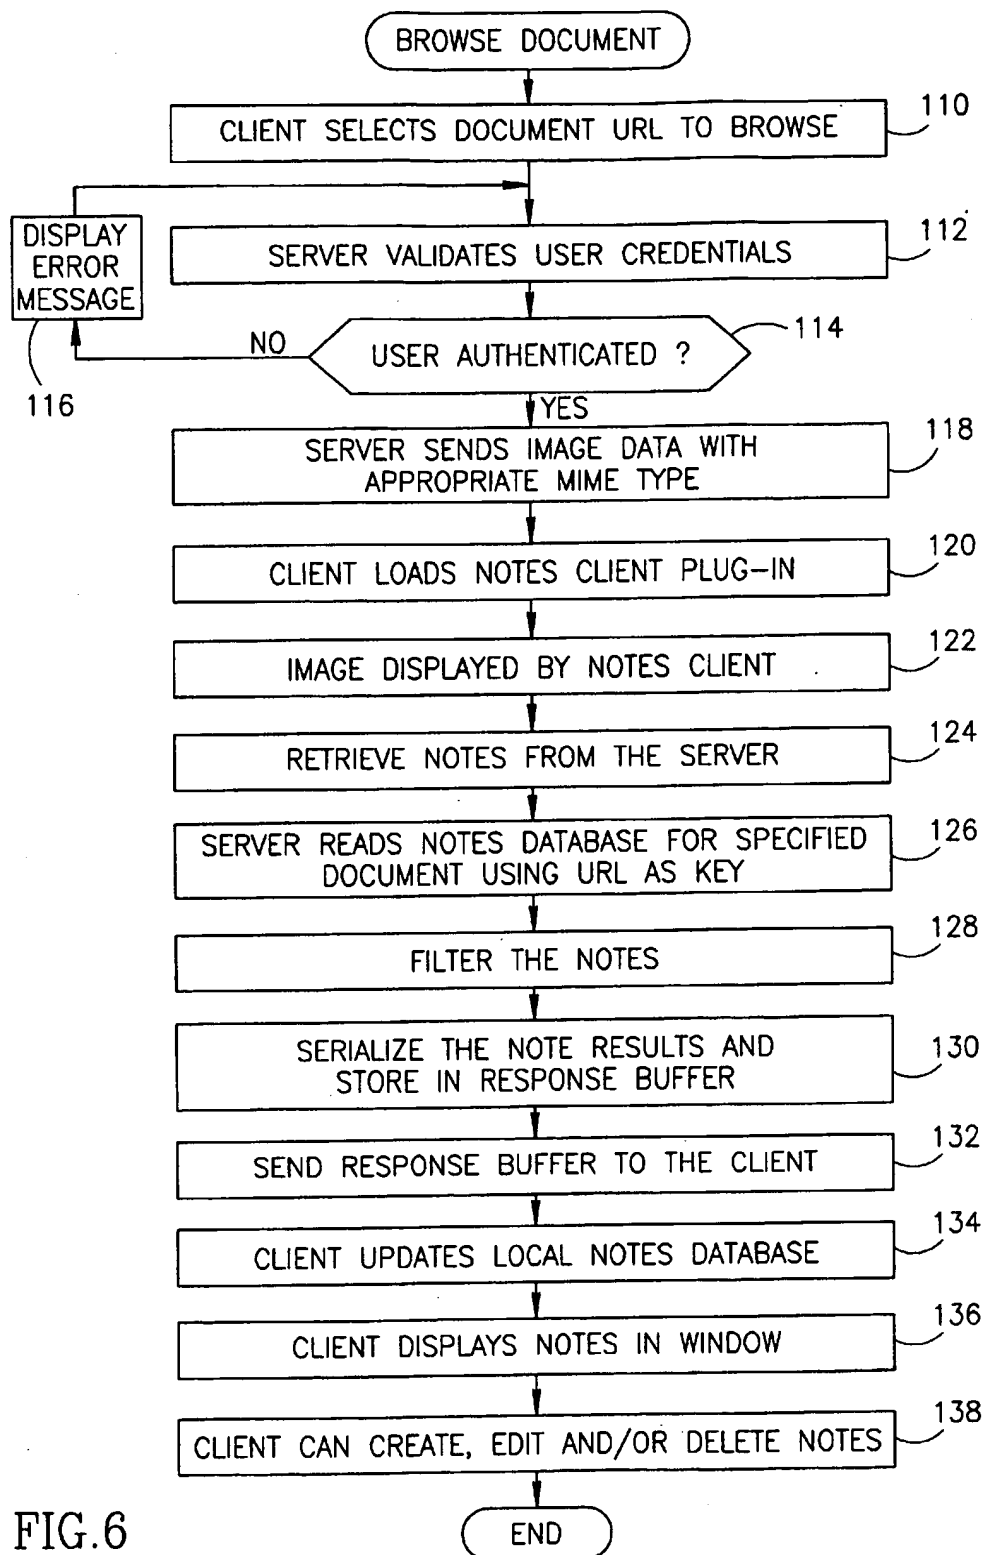 BROWSE DOCUMENT
CLIENT SELECTS DOCUMENT URL TO BROWSE
110
DISPLAY
ERROR
MESSAGE
116
SERVER VALIDATES USER CREDENTIALS
112
USER AUTHENTICATED ?
114
NO
YES
SERVER SENDS IMAGE DATA WITH
APPROPRIATE MIME TYPE
118
CLIENT LOADS NOTES CLIENT PLUG-IN
120
IMAGE DISPLAYED BY NOTES CLIENT
122
RETRIEVE NOTES FROM THE SERVER
124
SERVER READS NOTES DATABASE FOR SPECIFIED
DOCUMENT USING URL AS KEY
126
FILTER THE NOTES
128
SERIALIZE THE NOTE RESULTS AND
STORE IN RESPONSE BUFFER
130
SEND RESPONSE BUFFER TO THE CLIENT
132
CLIENT UPDATES LOCAL NOTES DATABASE
134
CLIENT DISPLAYS NOTES IN WINDOW
136
CLIENT CAN CREATE, EDIT AND/OR DELETE NOTES
138
END
FIG.6